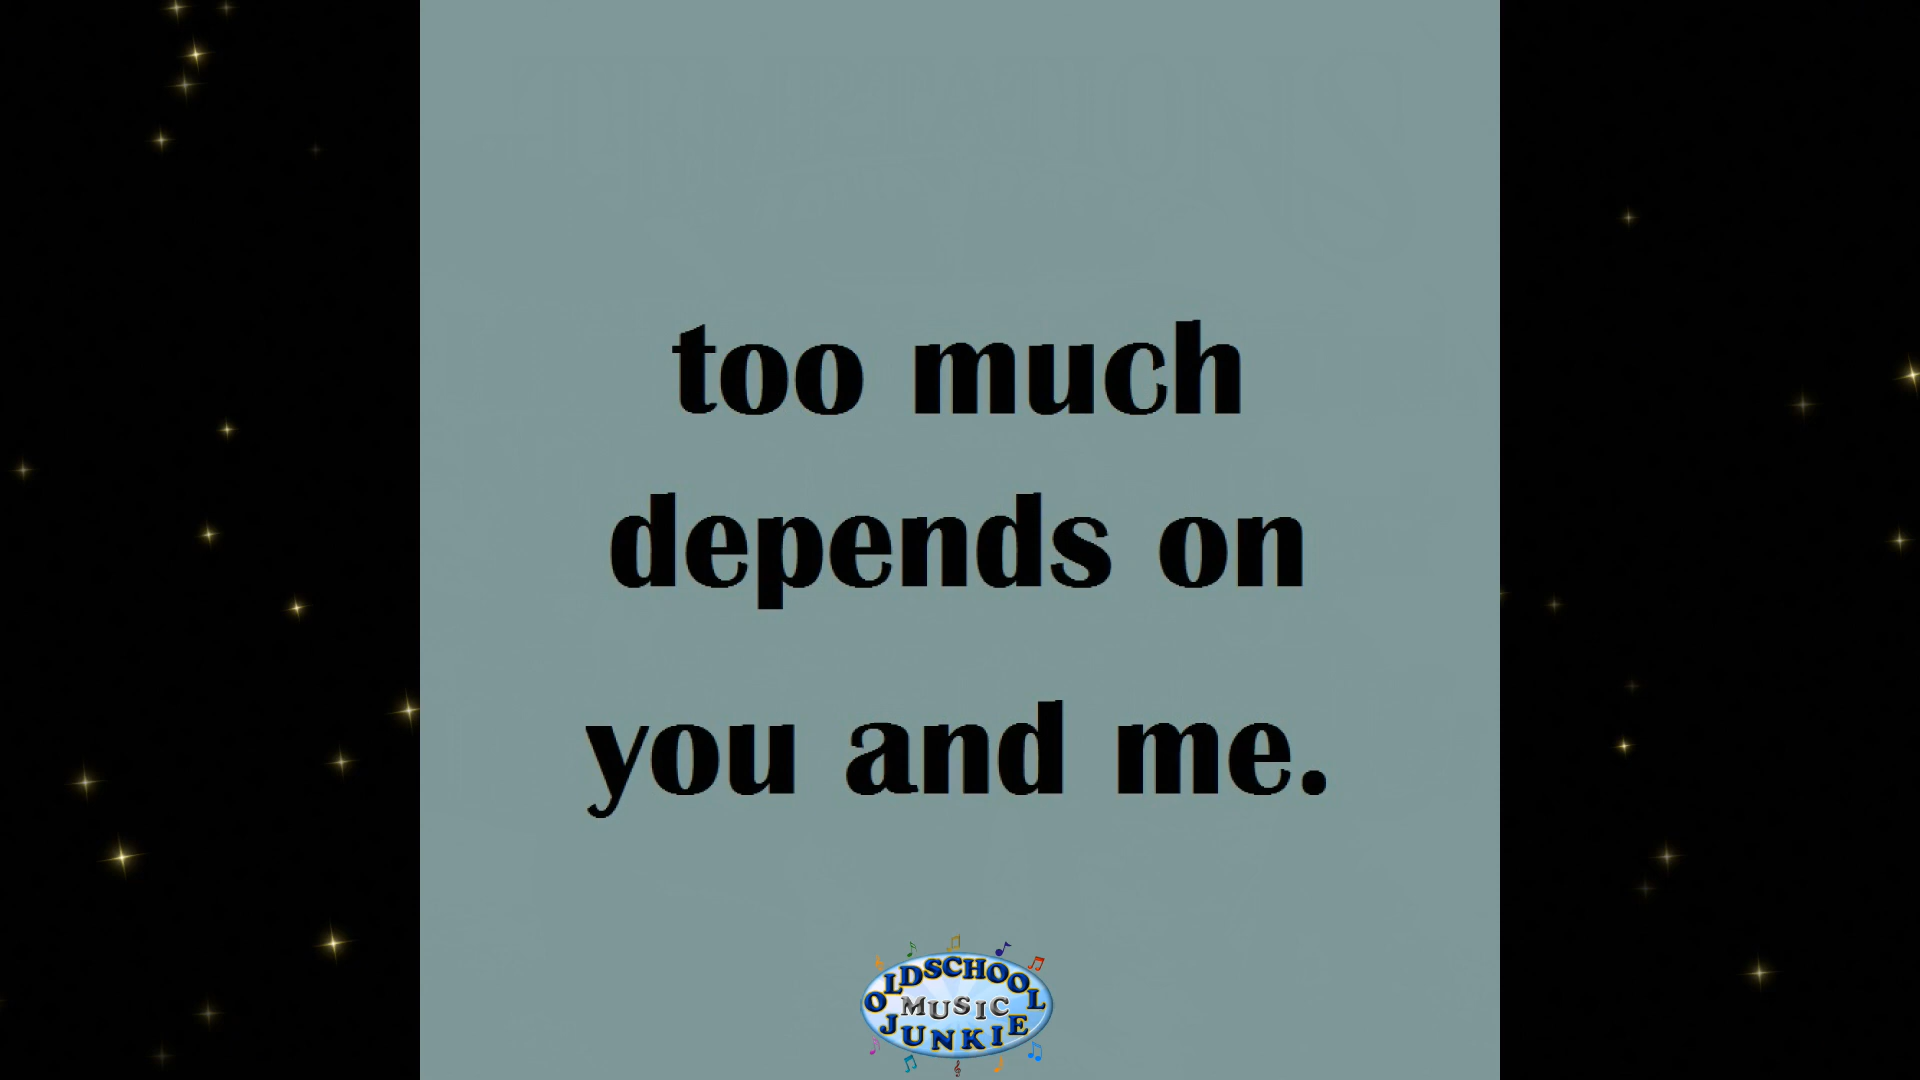 too much
depends on
you and me.
OLDSCHOOL
MUSIC
JUNKIE